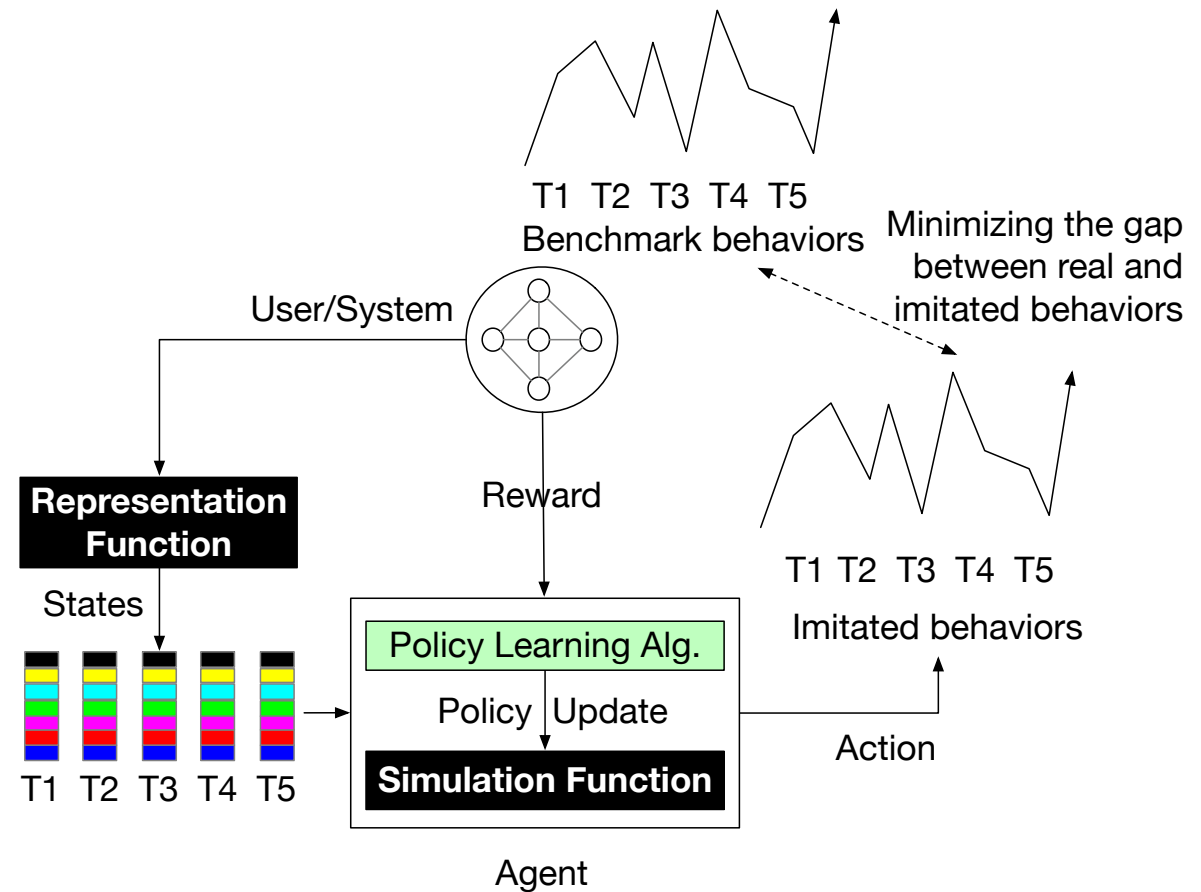 T1 T2 T3 T4 T5
Benchmark behaviors
Minimizing the gap
between real and
imitated behaviors
User/System
Representation
Function
Reward
States
T1 T2 T3 T4 T5
Imitated behaviors
Policy Learning Alg.
Policy Update
Simulation Function
Action
T1 T2 T3 T4 T5
Agent